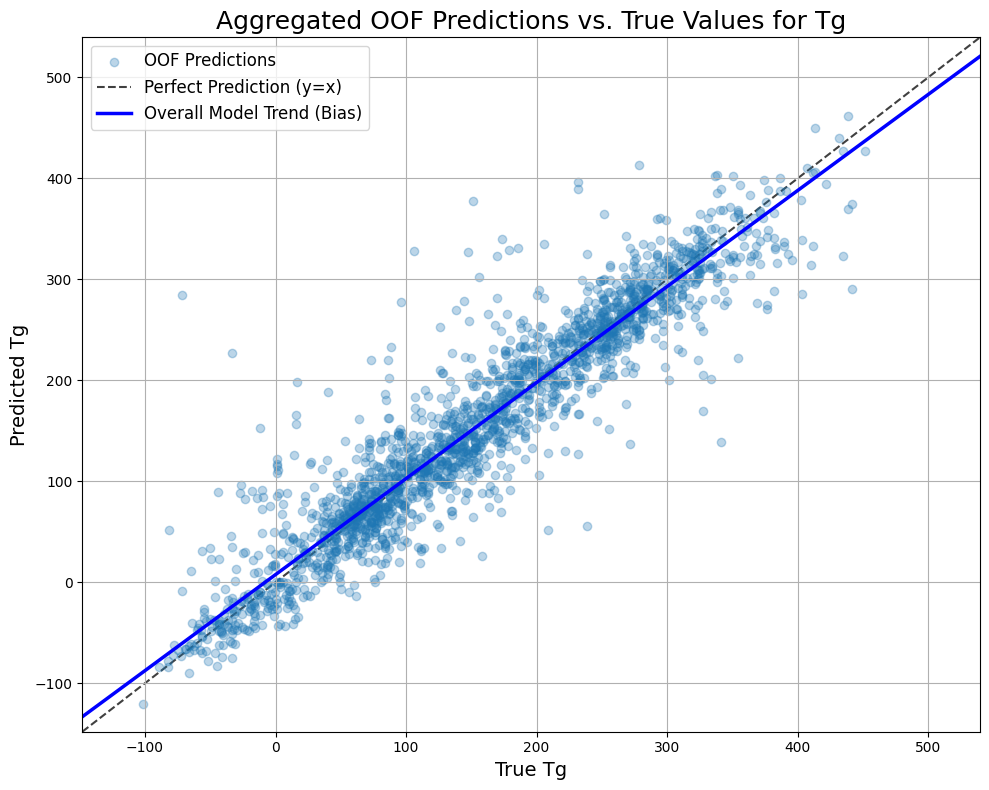 Aggregated OOF Predictions vs. True Values for Tg
OOF Predictions
Perfect Prediction (y=x)
Overall Model Trend (Bias)
500
400
300
200
100
0
−100
Predicted Tg
−100 0 100 200 300 400 500
True Tg